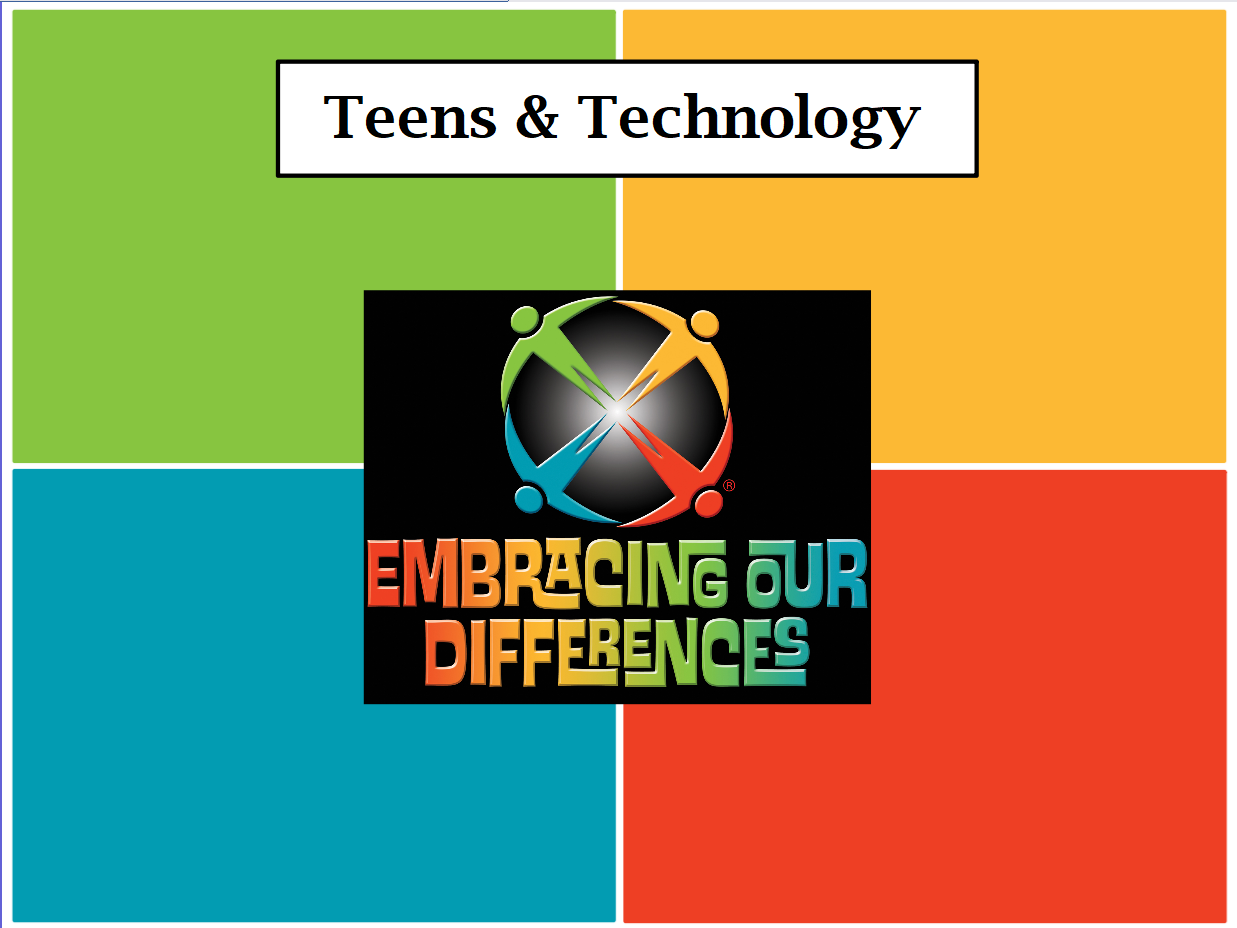 Teens & Technology
®
EMBRACING OUR
DIFFERENCES